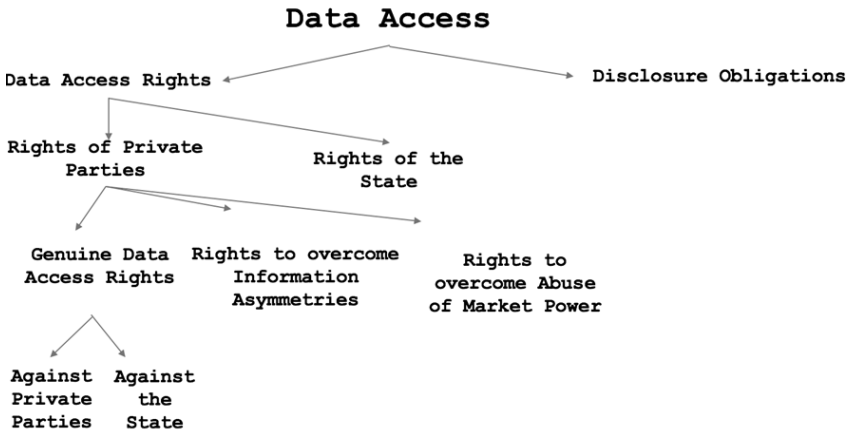 Data Access
Data Access Rights
Disclosure Obligations
Rights of Private
Parties
Rights of the
State
Genuine Data
Access Rights
Rights to overcome
Information
Asymmetries
Rights to
overcome Abuse
of Market Power
Against
Private
Parties
Against
the
State